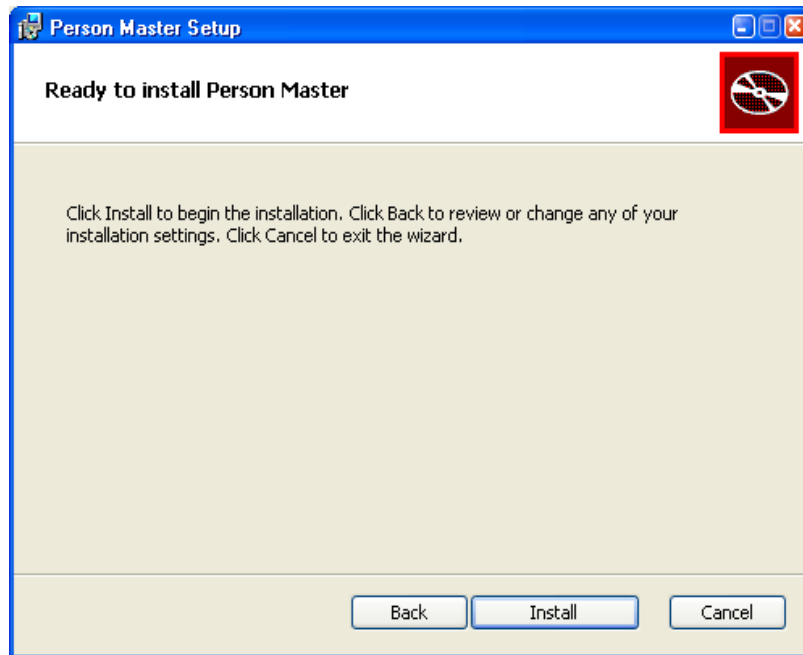 Person Master Setup
Ready to install Person Master
Click Install to begin the installation. Click Back to review or change any of your
installation settings. Click Cancel to exit the wizard.
Back Install Cancel